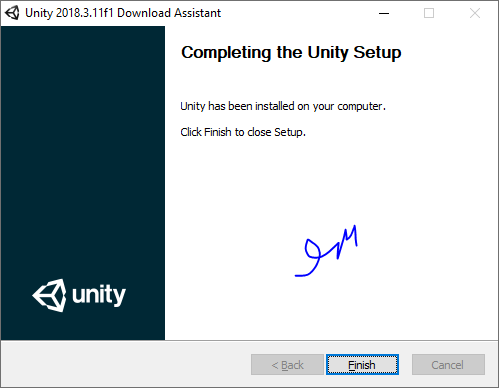 Unity 2018.3.11f1 Download Assistant
Completing the Unity Setup
Unity has been installed on your computer.
Click Finish to close Setup.
unity
< Back
Finish
Cancel